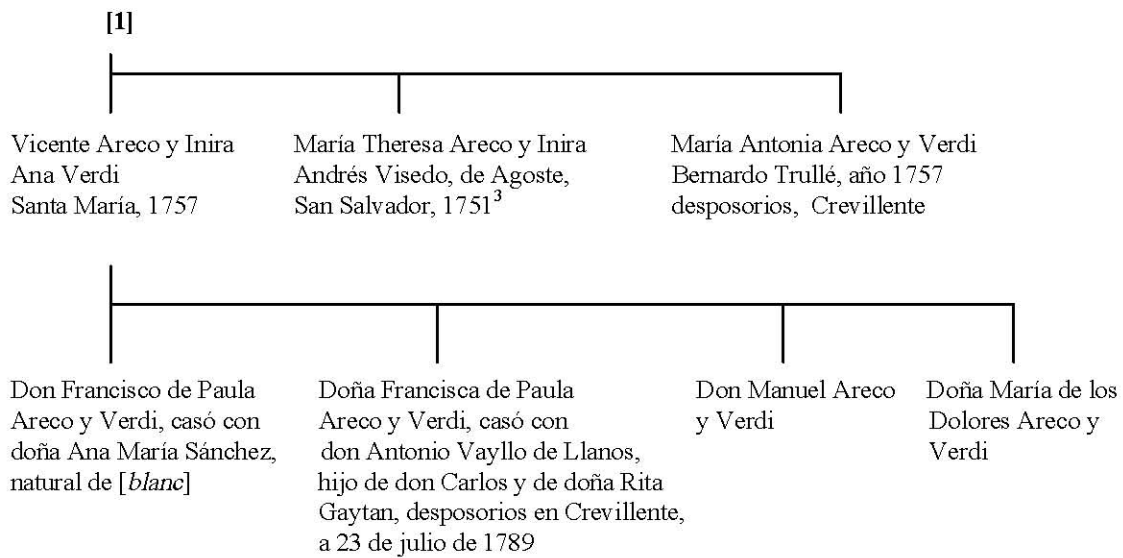 [1]
Vicente Areco y Inira
Ana Verdi
Santa María, 1757
María Theresa Areco y Inira
Andrés Visedo, de Agoste,
San Salvador, 1751³
María Antonia Areco y Verdi
Bernardo Trullé, año 1757
desposorios, Crevillente
Don Francisco de Paula
Areco y Verdi, casó con
doña Ana María Sánchez,
natural de [blanc]
Doña Francisca de Paula
Areco y Verdi, casó con
don Antonio Vayllo de Llanos,
hijo de don Carlos y de doña Rita
Gaytan, desposorios en Crevillente,
a 23 de julio de 1789
Don Manuel Areco
y Verdi
Doña María de los
Dolores Areco y
Verdi